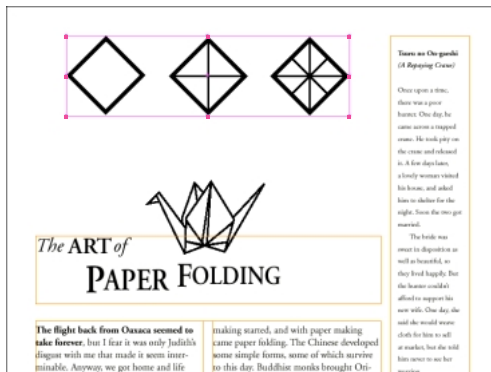 The ART of
PAPER FOLDING
The flight back from Oaxaca seemed to
take forever, but I fear it was only Judith's
disgust with me that made it seem inter-
minable. Anyway, we got home and life
making started, and with paper making
came paper folding. The Chinese developed
some simple forms, some of which survive
to this day. Buddhist monks brought Ori-
Tsuru no On-gaeshi
(A Repaying Crane)
Once upon a time,
there was a poor
hunter. One day, he
came across a trapped
crane. He took pity on
the crane and released
it. A few days later,
a lovely woman visited
his house, and asked
him to shelter for the
night. Soon the two got
married.
The bride was
sweet in disposition as
well as beautiful, so
they lived happily. But
the hunter couldn't
afford to support his
new wife. One day, she
said she would weave
cloth for him to sell
at market, but she told
him never to see her